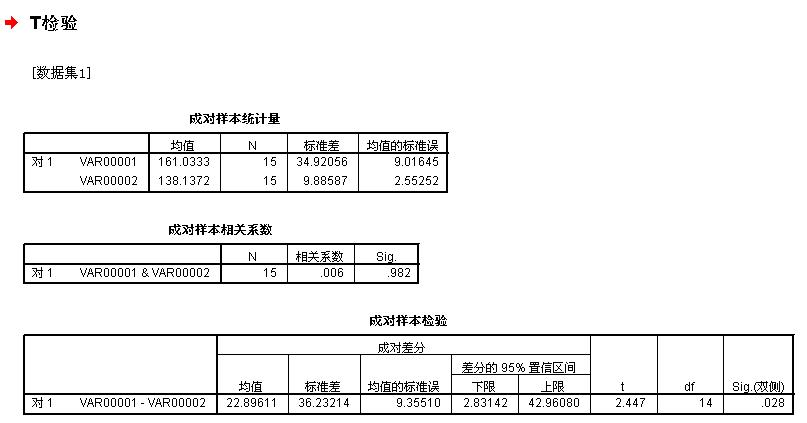 T检验
[数据集1]
成对样本统计量
均值 N 标准差 均值的标准误
对 1 VAR00001 161.0333 15 34.92056 9.01645
VAR00002 138.1372 15 9.88587 2.55252
成对样本相关系数
N 相关系数 Sig.
对 1 VAR00001 & VAR00002 15 .006 .982
成对样本检验
成对差分
差分的 95% 置信区间
均值 标准差 均值的标准误 下限 上限 t df Sig.(双侧)
对 1 VAR00001 - VAR00002 22.89611 36.23214 9.35510 2.83142 42.96080 2.447 14 .028